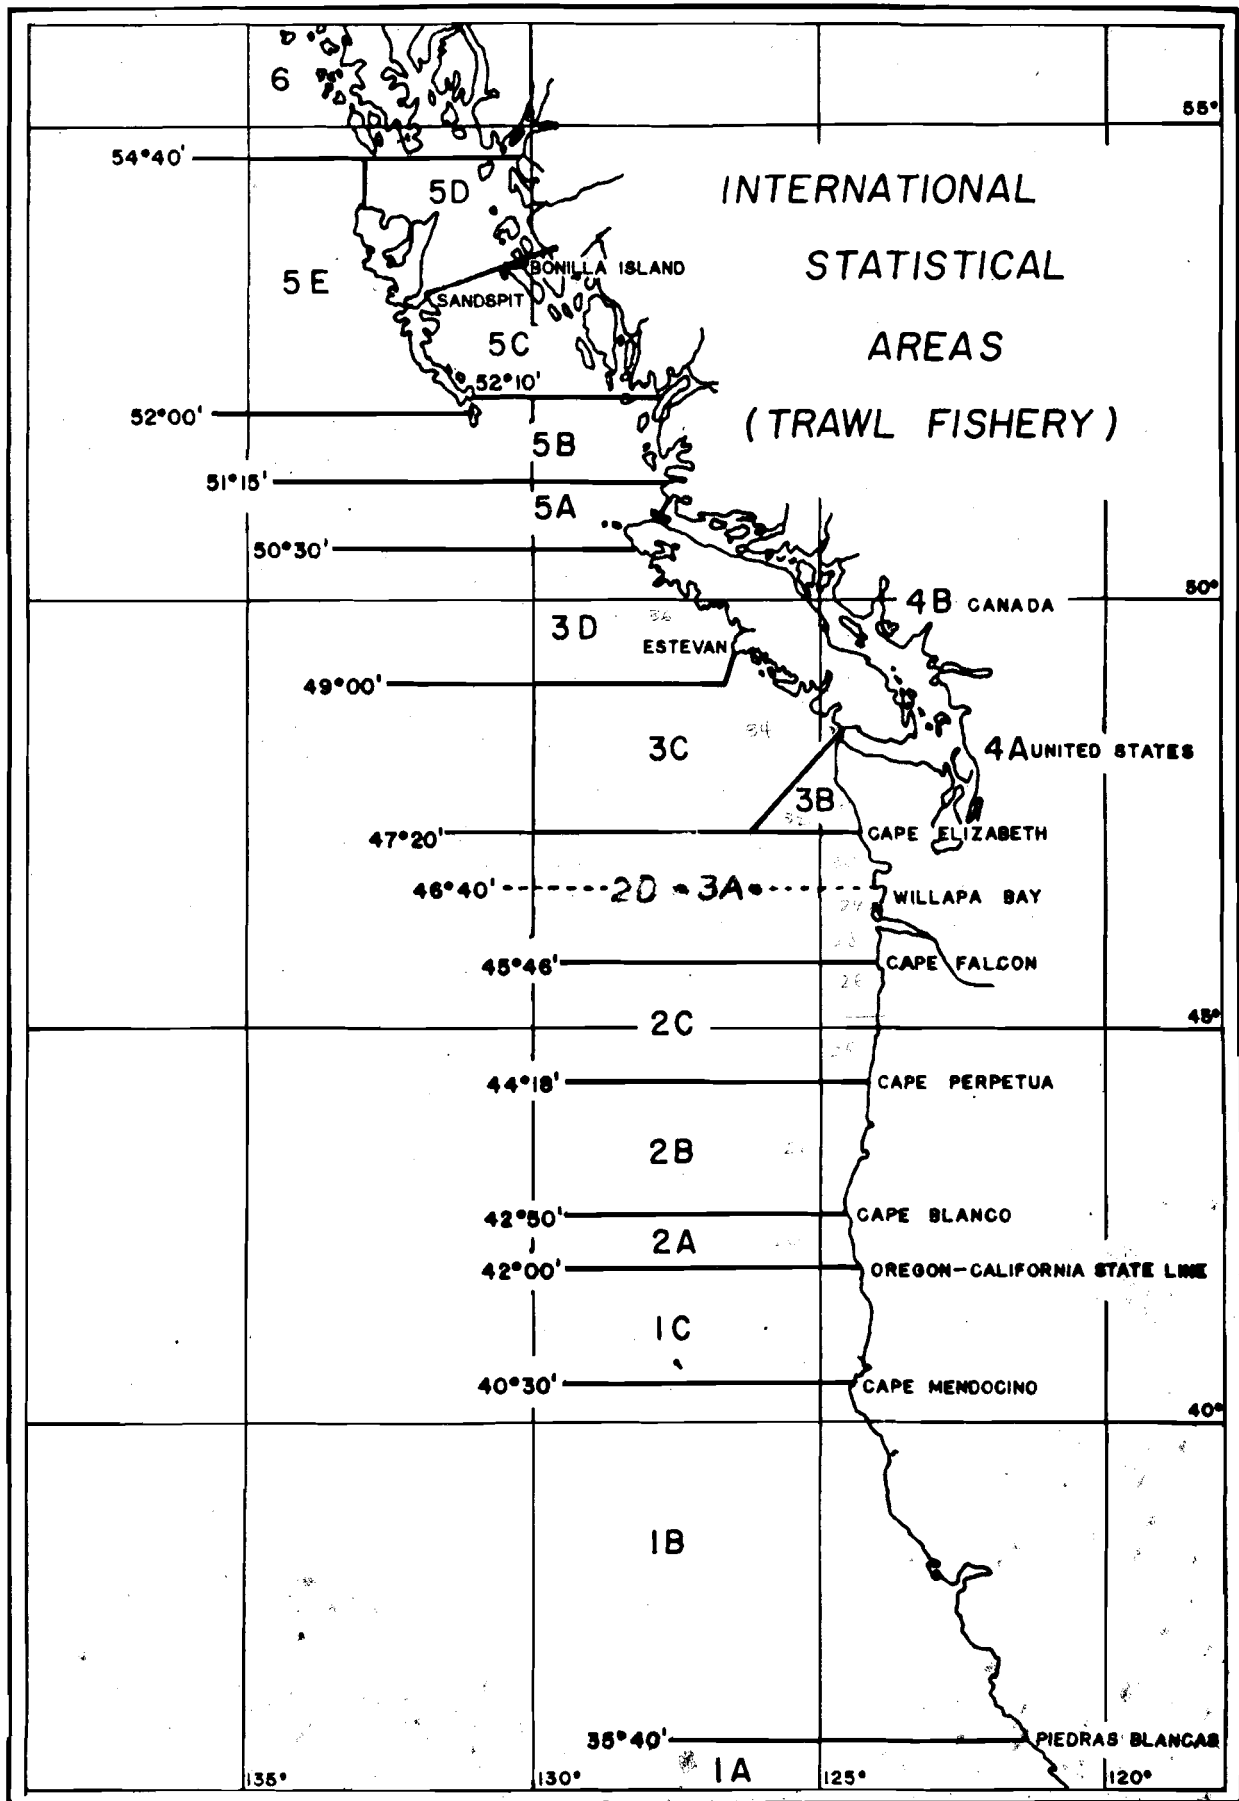 6
55°
54°40'
5D
INTERNATIONAL
STATISTICAL
AREAS
(TRAWL FISHERY)
5E
BONILLA ISLAND
SANDSPIT
5C
52°10'
52°00'
5B
51°15'
5A
50°30'
50°
4B CANADA
3D
36
ESTEVAN
49°00'
34
3C
4A UNITED STATES
3B
47°20'
CAPE ELIZABETH
46°40'
2D - 3A
WILLAPA BAY
45°46'
CAPE FALCON
26
2C
45°
44°18'
CAPE PERPETUA
2B
42°50'
CAPE BLANCO
2A
42°00'
OREGON-CALIFORNIA STATE LINE
1C
40°30'
CAPE MENDOCINO
40°
1B
35°40'
PIEDRAS BLANCAS
1A
135°
130°
125°
120°